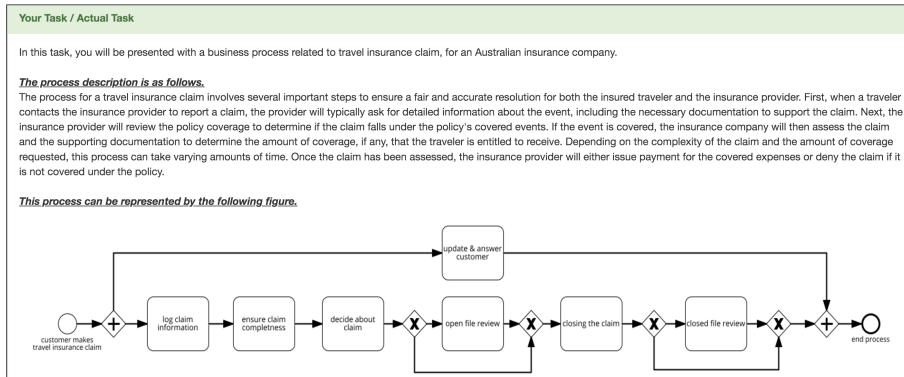 Your Task / Actual Task
In this task, you will be presented with a business process related to travel insurance claim, for an Australian insurance company.
The process description is as follows.
The process for a travel insurance claim involves several important steps to ensure a fair and accurate resolution for both the insured traveler and the insurance provider. First, when a traveler
contacts the insurance provider to report a claim, the provider will typically ask for detailed information about the event, including the necessary documentation to support the claim. Next, the
insurance provider will review the policy coverage to determine if the claim falls under the policy's covered events. If the event is covered, the insurance company will then assess the claim
and the supporting documentation to determine the amount of coverage, if any, that the traveler is entitled to receive. Depending on the complexity of the claim and the amount of coverage
requested, this process can take varying amounts of time. Once the claim has been assessed, the insurance provider will either issue payment for the covered expenses or deny the claim if it
is not covered under the policy.
This process can be represented by the following figure.
update & answer
customer
customer makes
travel insurance claim
log claim
information
ensure claim
completness
decide about
claim
X
open file review
X
closing the claim
X
closed file review
X
end process